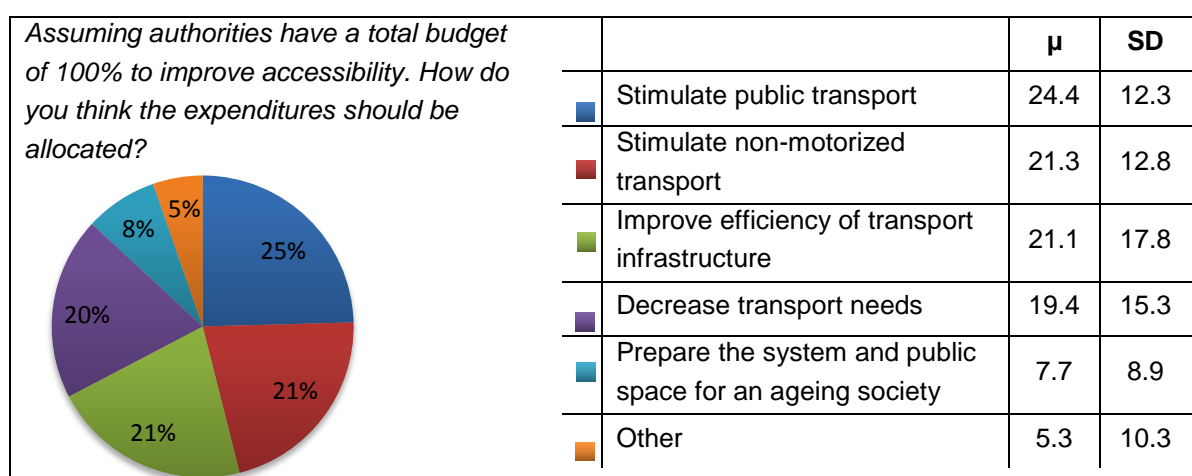 Assuming authorities have a total budget
of 100% to improve accessibility. How do
you think the expenditures should be
allocated?
5%
8%
25%
20%
21%
21%
µ SD
Stimulate public transport 24.4 12.3
Stimulate non-motorized
transport 21.3 12.8
Improve efficiency of transport
infrastructure 21.1 17.8
Decrease transport needs 19.4 15.3
Prepare the system and public
space for an ageing society 7.7 8.9
Other 5.3 10.3